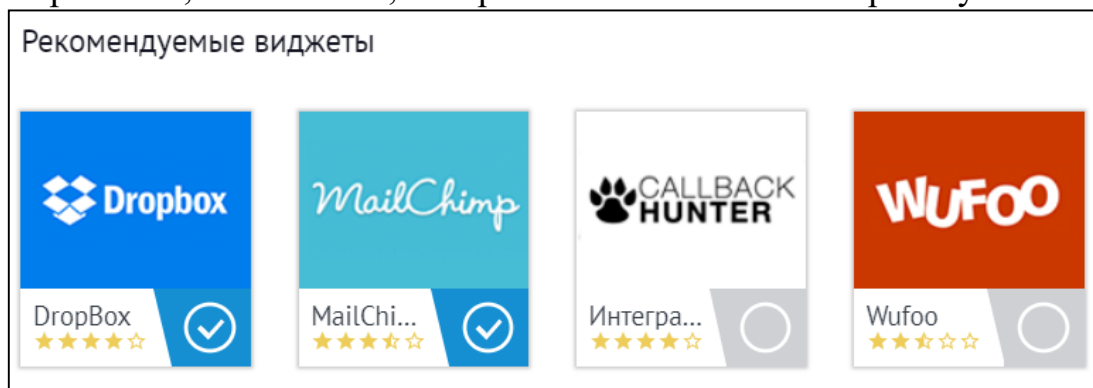 Рекомендуемые виджеты
Dropbox
MailChimp
CALLBACK
HUNTER
WUFOO
DropBox
MailChi...
Интегра...
Wufoo